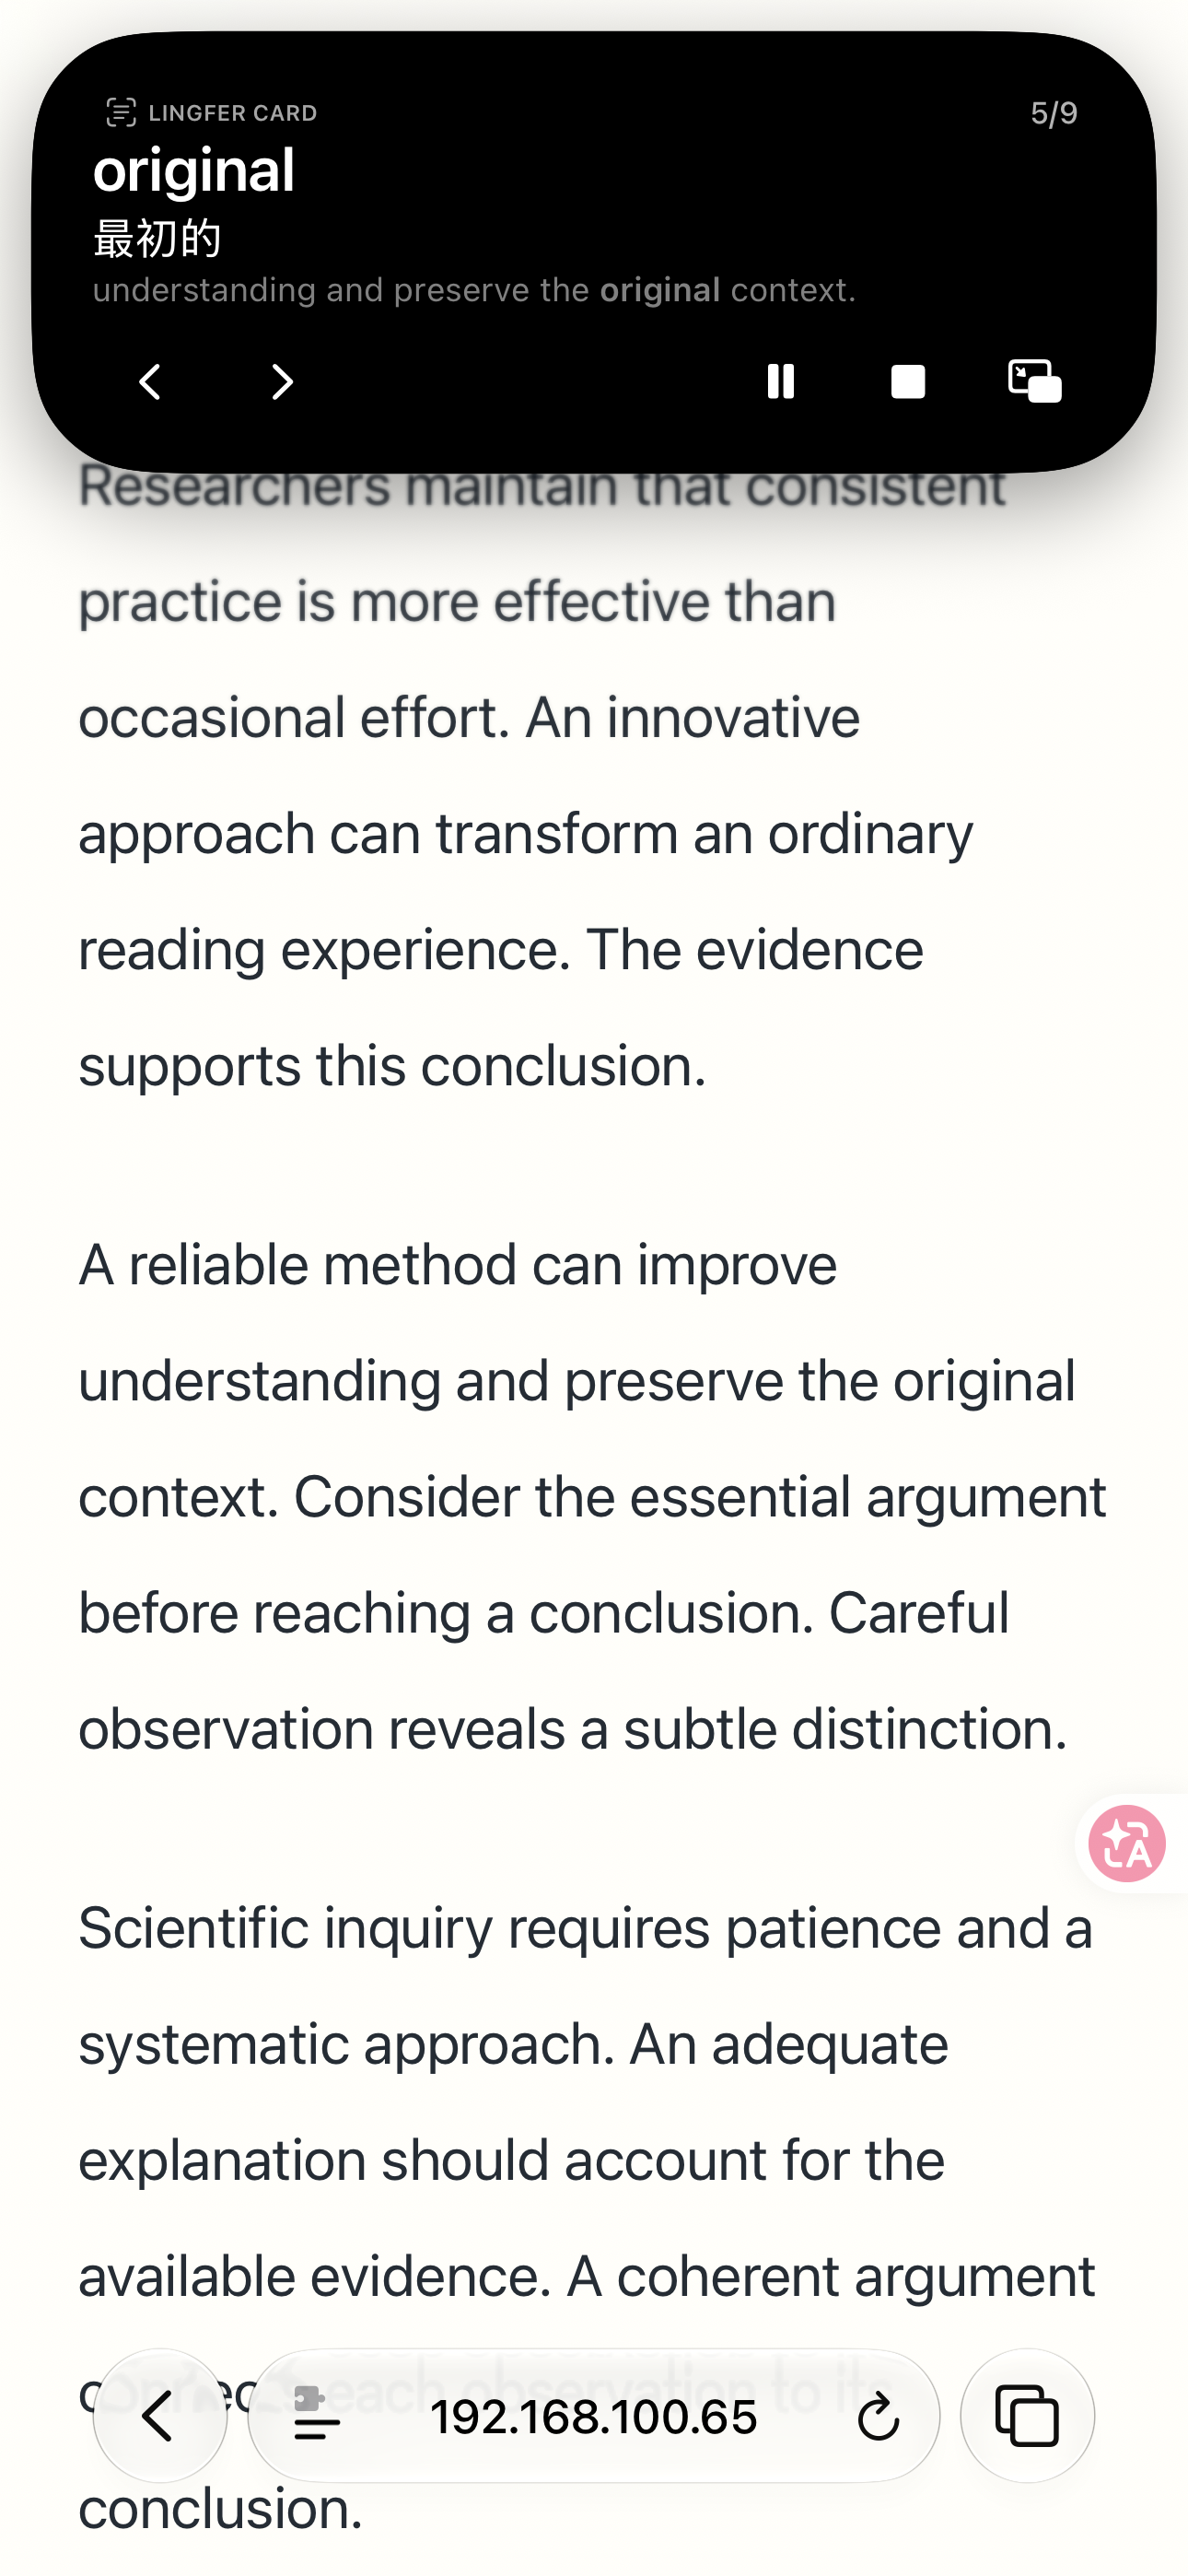 LINGFER CARD 5/9
original
最初的
understanding and preserve the original context.
Researchers maintain that consistent
practice is more effective than
occasional effort. An innovative
approach can transform an ordinary
reading experience. The evidence
supports this conclusion.
A reliable method can improve
understanding and preserve the original
context. Consider the essential argument
before reaching a conclusion. Careful
observation reveals a subtle distinction.
Scientific inquiry requires patience and a
systematic approach. An adequate
explanation should account for the
available evidence. A coherent argument
each observation to its
192.168.100.65
conclusion.